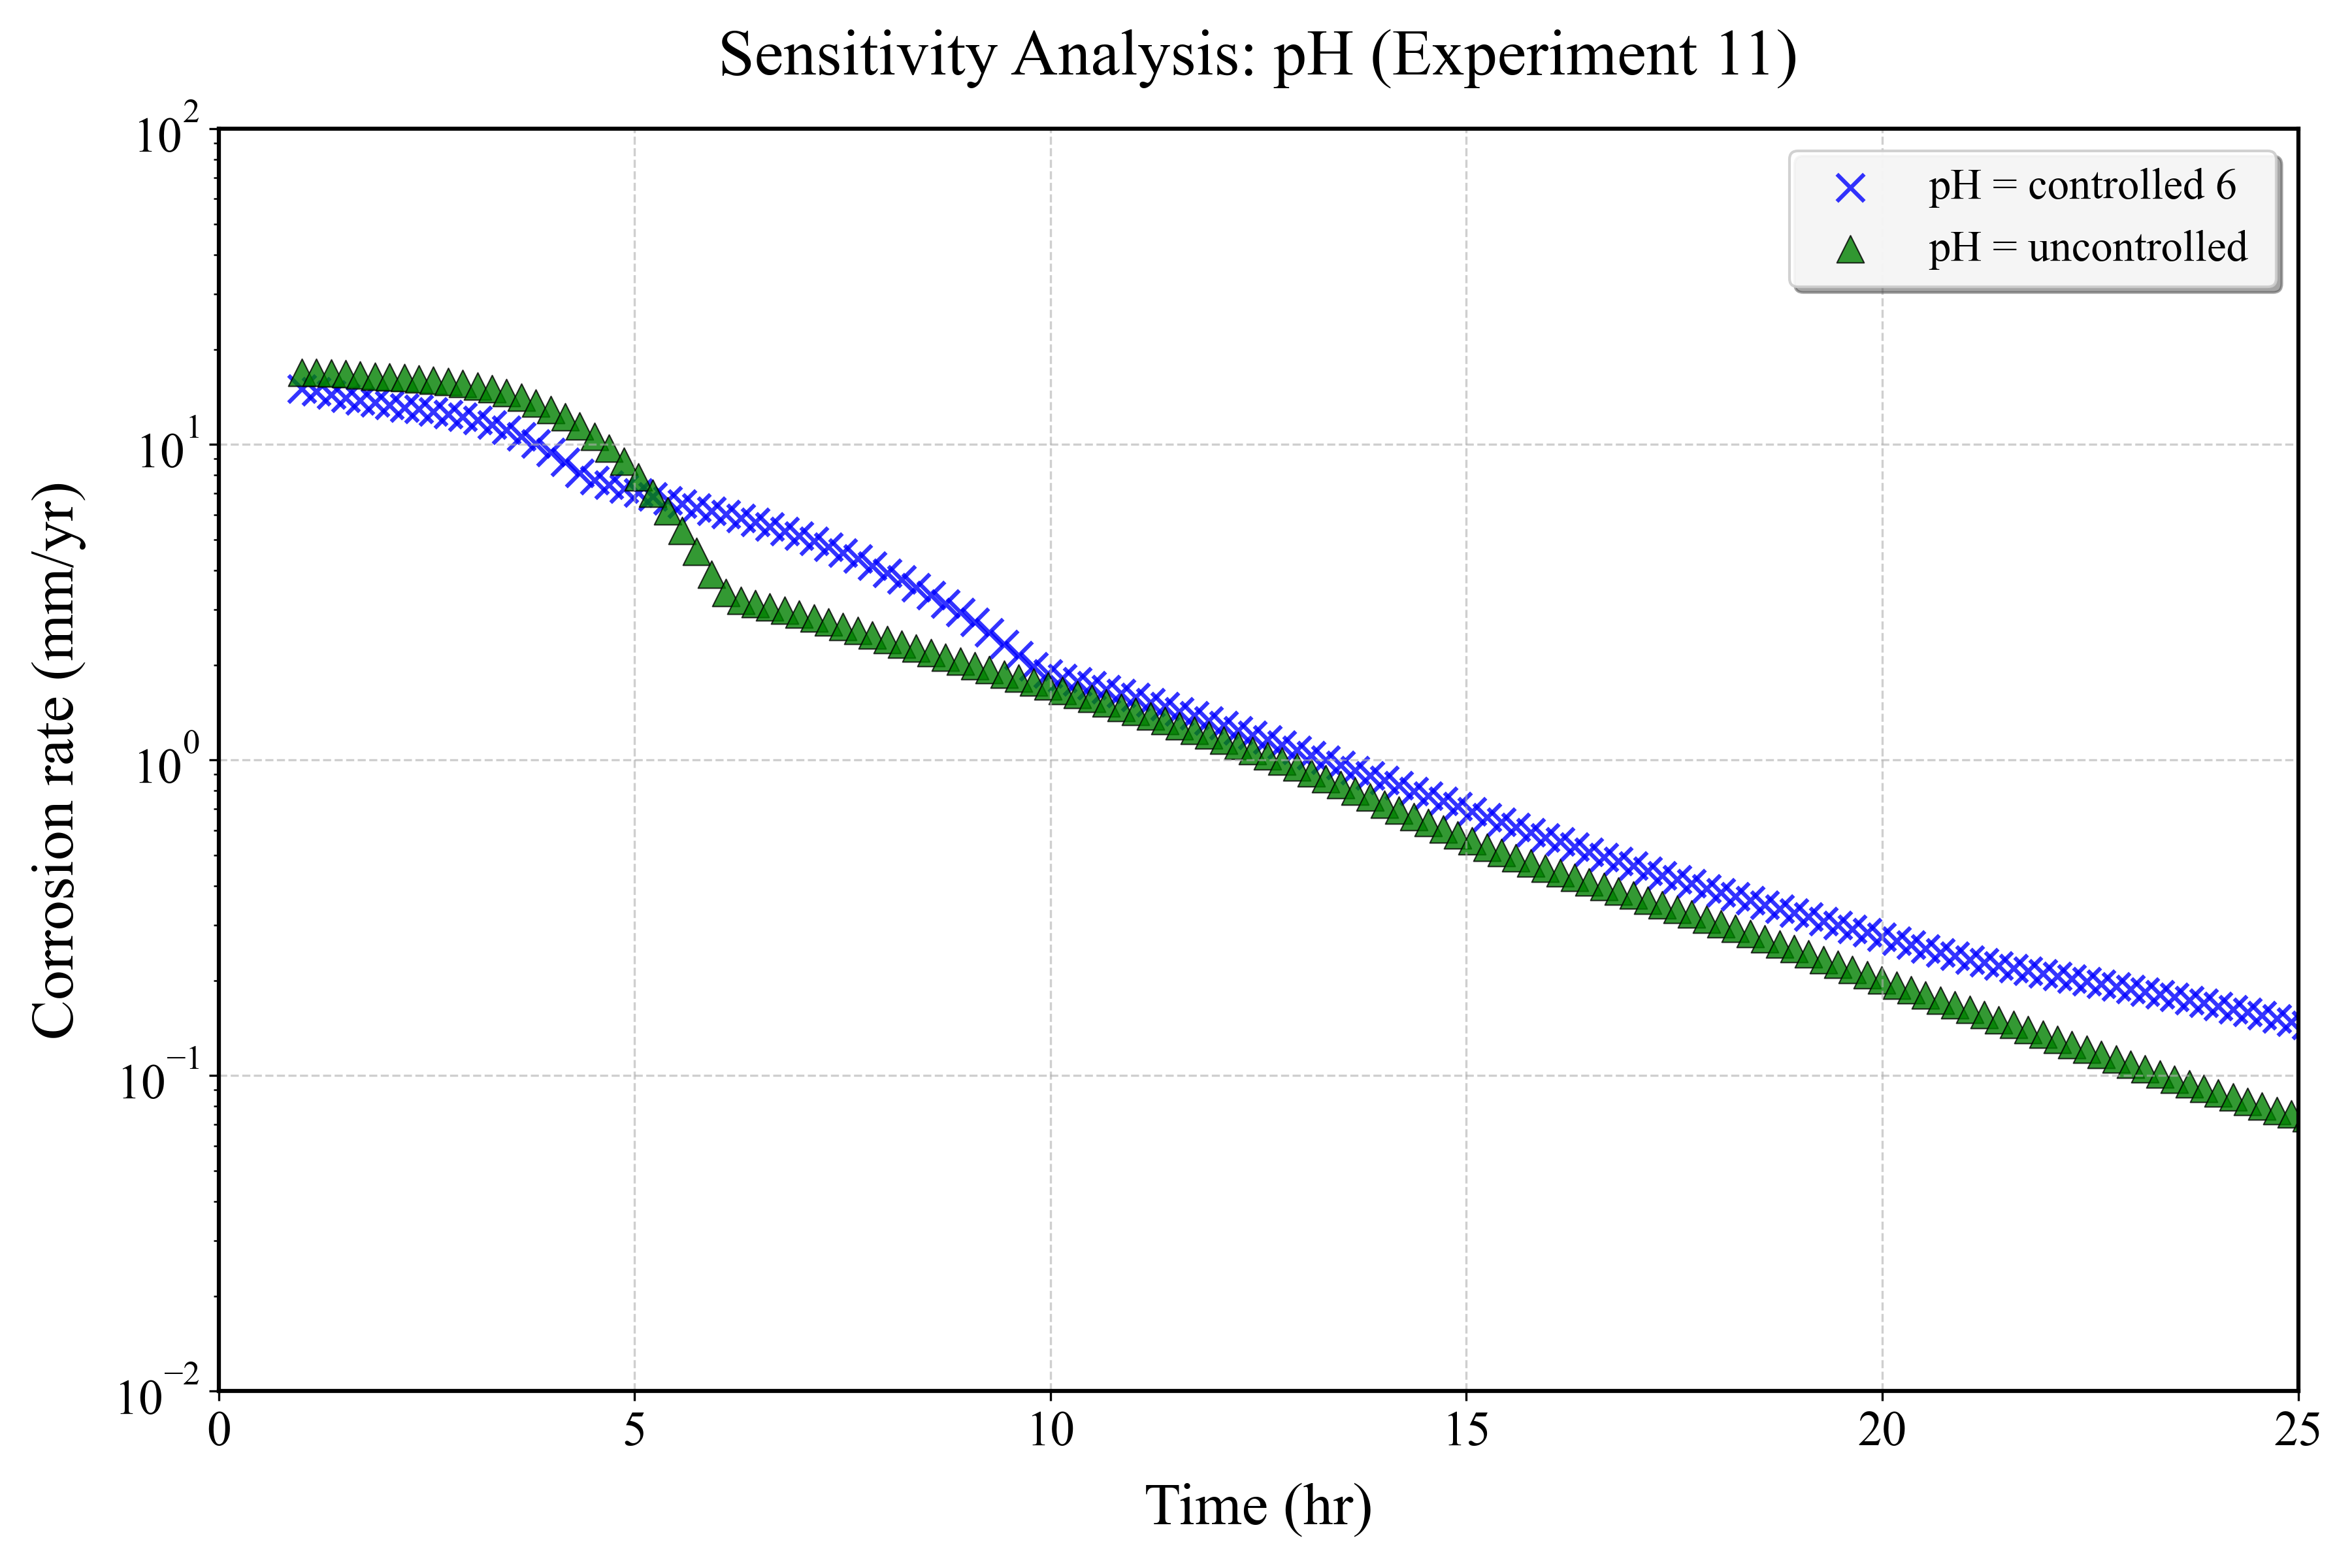 Sensitivity Analysis: pH (Experiment 11)
10²
10¹
10⁰
10⁻¹
10⁻²
Corrosion rate (mm/yr)
pH = controlled 6
pH = uncontrolled
0 5 10 15 20 25
Time (hr)